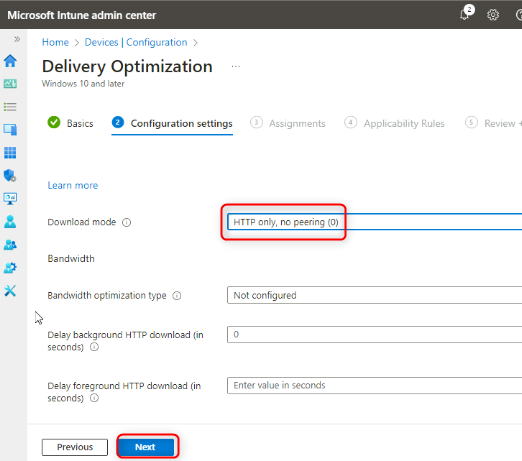 Microsoft Intune admin center
2
Home > Devices | Configuration >
Delivery Optimization ...
Windows 10 and later
Basics
2 Configuration settings
3 Assignments
4 Applicability Rules
5 Review +
Learn more
Download mode
HTTP only, no peering (0)
Bandwidth
Bandwidth optimization type
Not configured
Delay background HTTP download (in
seconds)
0
Delay foreground HTTP download (in
seconds)
Enter value in seconds
Previous
Next